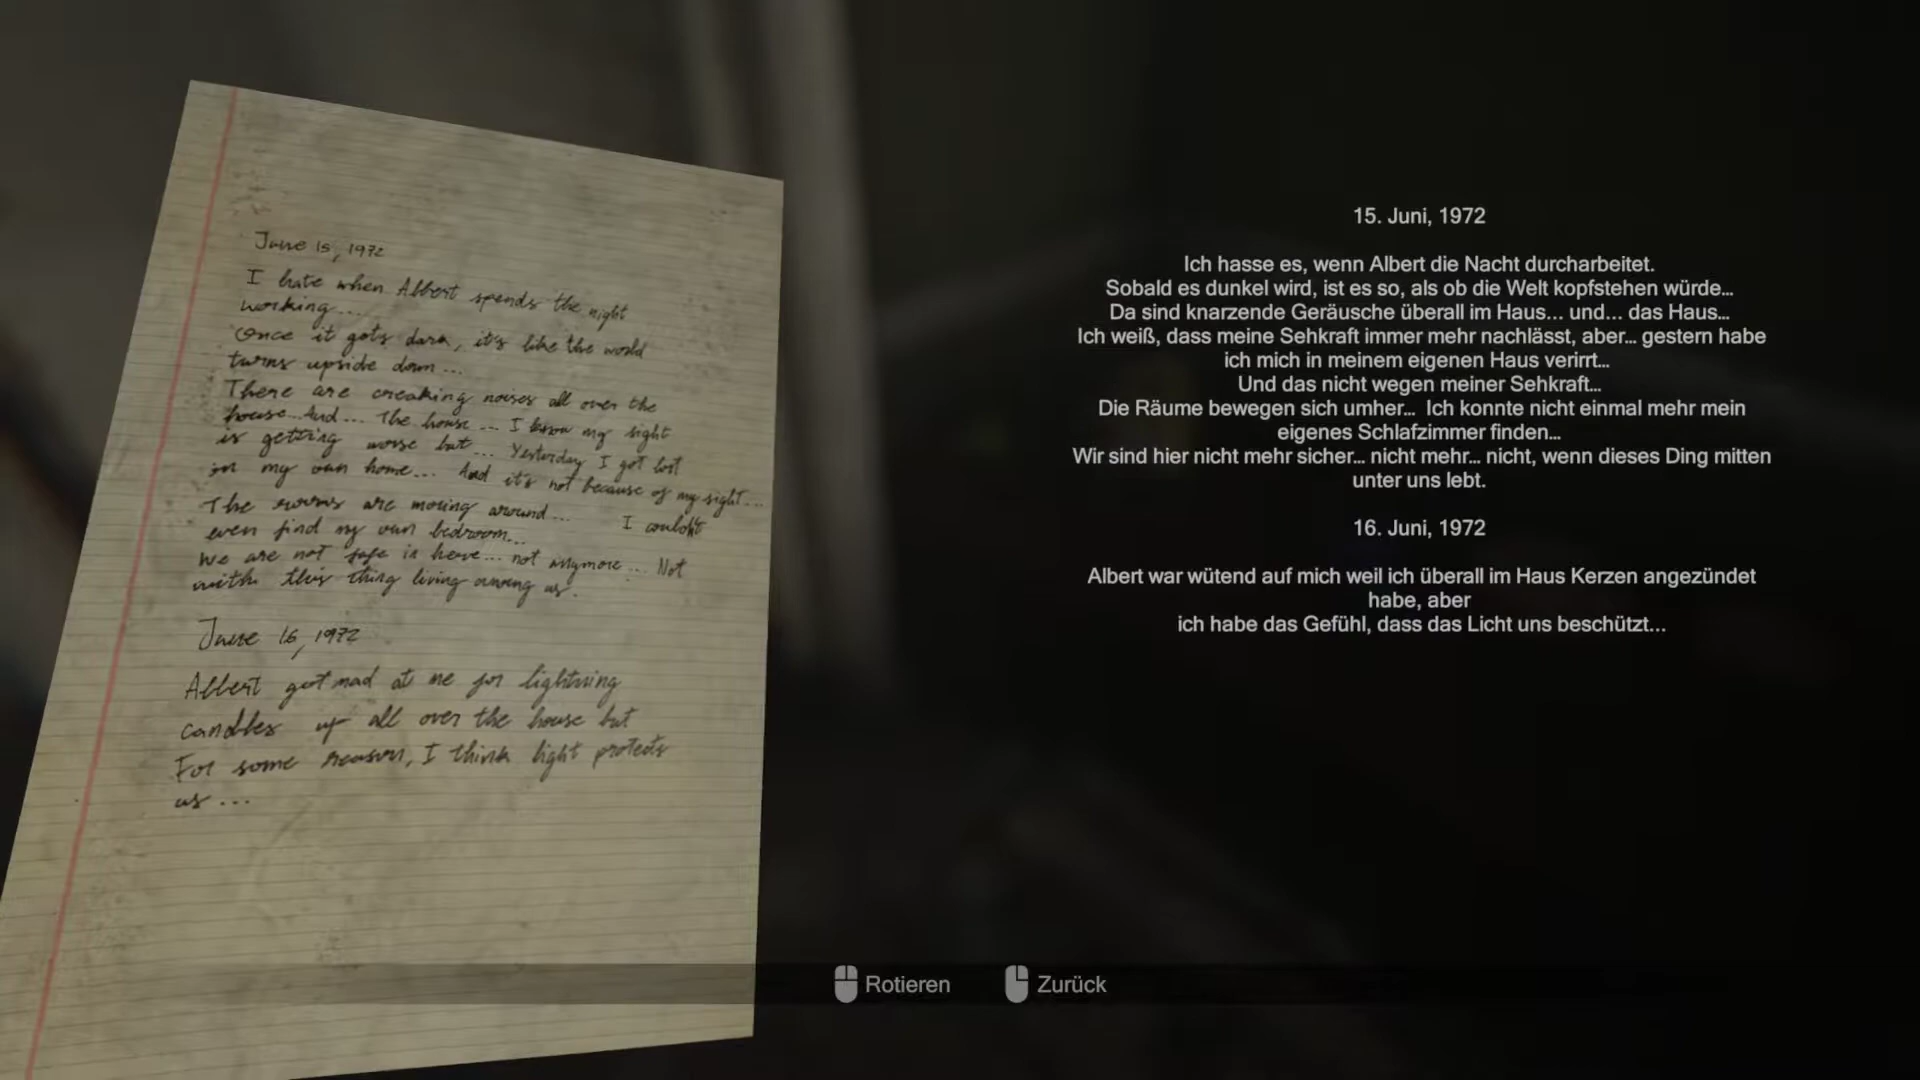 June 15, 1972
I hate when Albert spends the night
working...
Once it gets dark, it's like the world
turns upside down...
There are creaking noises all over the
house... And... The house... I know my sight
is getting worse but... Yesterday I got lost
in my own home... And it's not because of my sight...
The rooms are moving around... I couldn't
even find my own bedroom...
We are not safe in here... not anymore... Not
with this thing living among us.
June 16, 1972
Albert got mad at me for lightning
candles up all over the house but
For some reason, I think light protects
us...
15. Juni, 1972
Ich hasse es, wenn Albert die Nacht durcharbeitet.
Sobald es dunkel wird, ist es so, als ob die Welt kopfstehen würde...
Da sind knarzende Geräusche überall im Haus... und... das Haus...
Ich weiß, dass meine Sehkraft immer mehr nachlässt, aber... gestern habe
ich mich in meinem eigenen Haus verirrt...
Und das nicht wegen meiner Sehkraft...
Die Räume bewegen sich umher... Ich konnte nicht einmal mehr mein
eigenes Schlafzimmer finden...
Wir sind hier nicht mehr sicher... nicht mehr... nicht, wenn dieses Ding mitten
unter uns lebt.
16. Juni, 1972
Albert war wütend auf mich weil ich überall im Haus Kerzen angezündet
habe, aber
ich habe das Gefühl, dass das Licht uns beschützt...
Rotieren Zurück